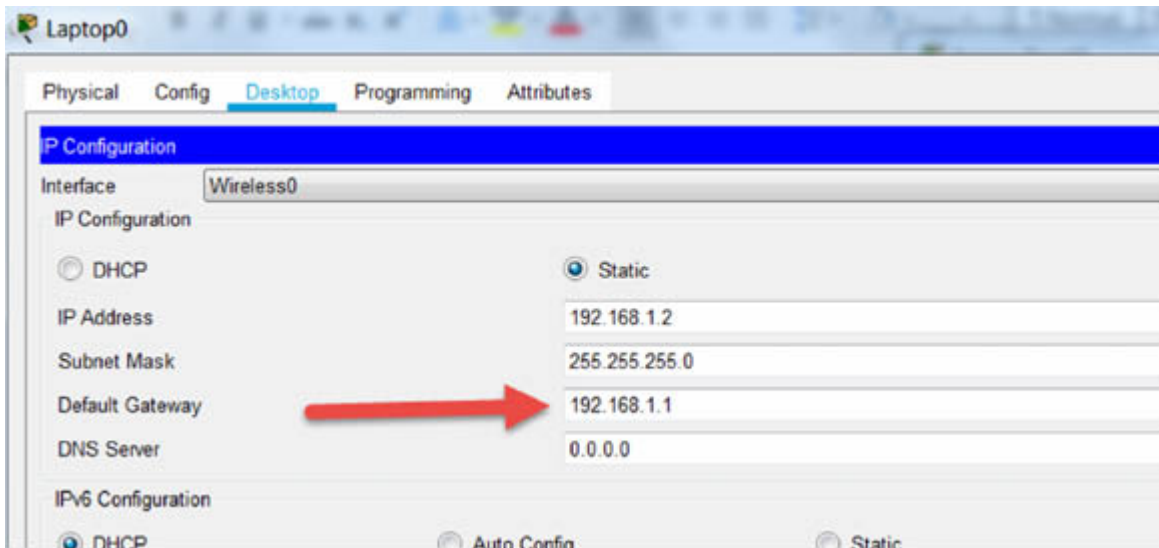 Laptop0
Physical Config Desktop Programming Attributes
IP Configuration
Interface Wireless0
IP Configuration
DHCP Static
IP Address 192.168.1.2
Subnet Mask 255.255.255.0
Default Gateway 192.168.1.1
DNS Server 0.0.0.0
IPv6 Configuration
DHCP Auto Config Static